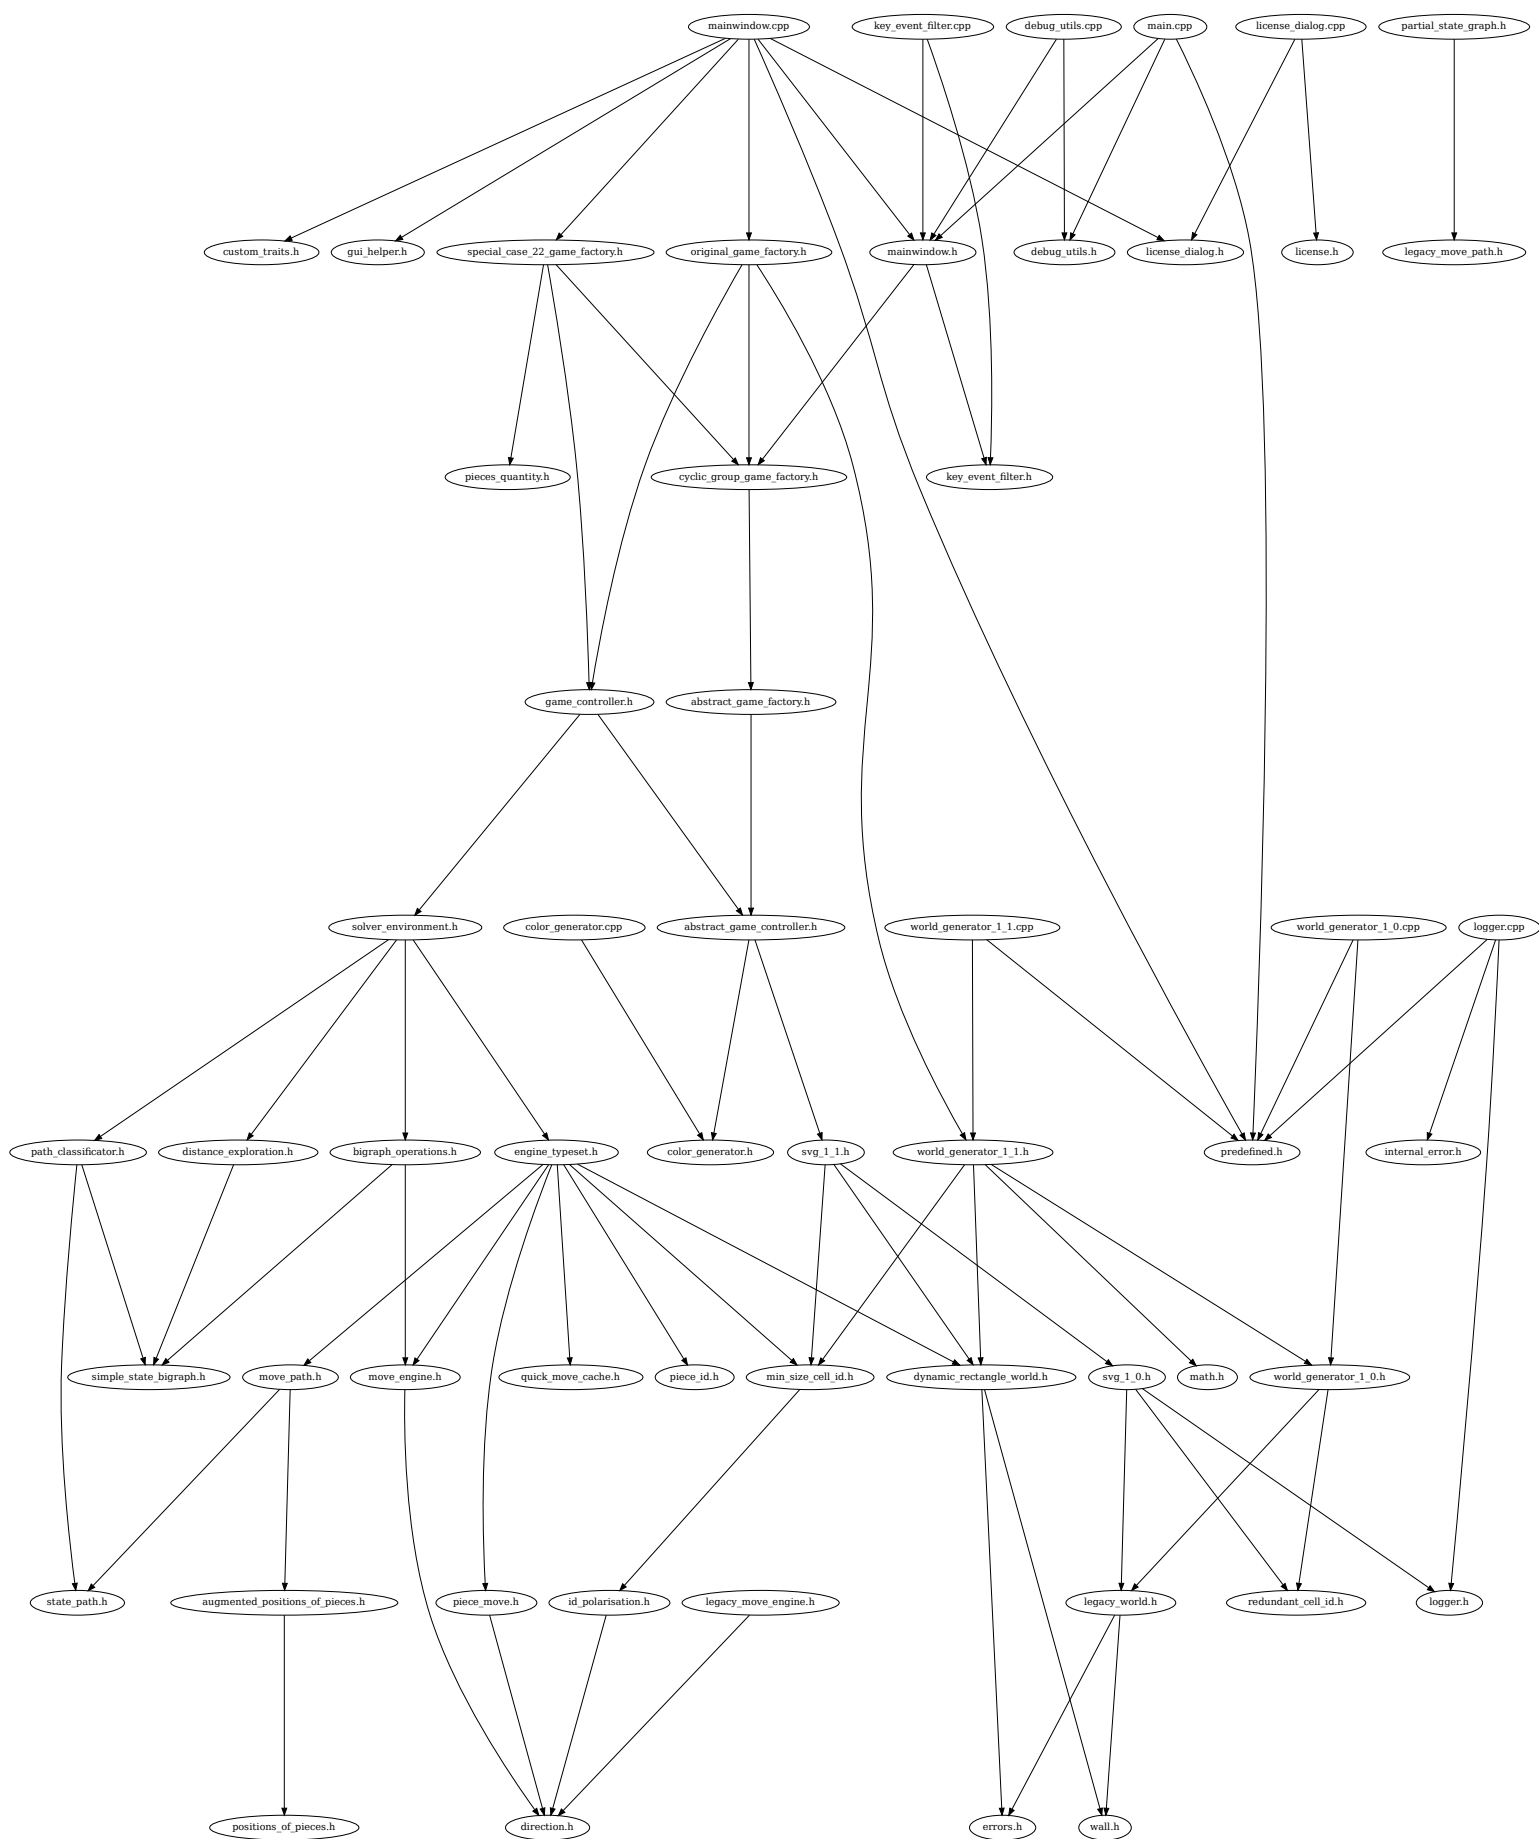 mainwindow.cpp
key_event_filter.cpp
debug_utils.cpp
main.cpp
license_dialog.cpp
partial_state_graph.h
custom_traits.h
gui_helper.h
special_case_22_game_factory.h
original_game_factory.h
mainwindow.h
debug_utils.h
license_dialog.h
license.h
legacy_move_path.h
pieces_quantity.h
cyclic_group_game_factory.h
key_event_filter.h
game_controller.h
abstract_game_factory.h
solver_environment.h
color_generator.cpp
abstract_game_controller.h
world_generator_1_1.cpp
world_generator_1_0.cpp
logger.cpp
path_classificator.h
distance_exploration.h
bigraph_operations.h
engine_typeset.h
color_generator.h
svg_1_1.h
world_generator_1_1.h
predefined.h
internal_error.h
simple_state_bigraph.h
move_path.h
move_engine.h
quick_move_cache.h
piece_id.h
min_size_cell_id.h
dynamic_rectangle_world.h
svg_1_0.h
math.h
world_generator_1_0.h
state_path.h
augmented_positions_of_pieces.h
piece_move.h
id_polarisation.h
legacy_move_engine.h
legacy_world.h
redundant_cell_id.h
logger.h
positions_of_pieces.h
direction.h
errors.h
wall.h